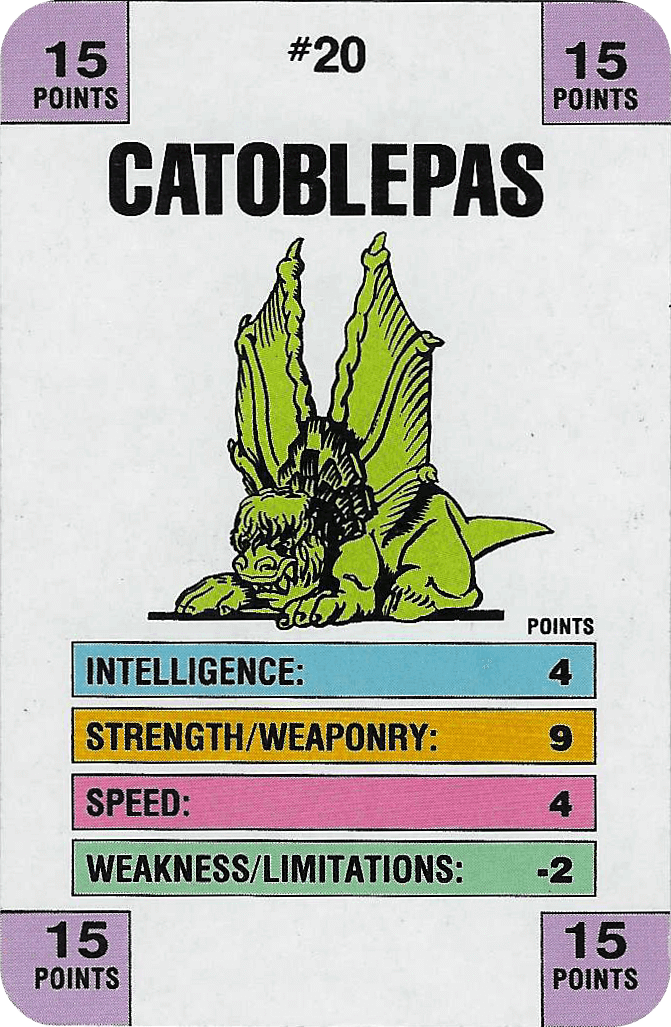 15 POINTS
#20
15 POINTS
CATOBLEPAS
POINTS
INTELLIGENCE: 4
STRENGTH/WEAPONRY: 9
SPEED: 4
WEAKNESS/LIMITATIONS: -2
15 POINTS
15 POINTS